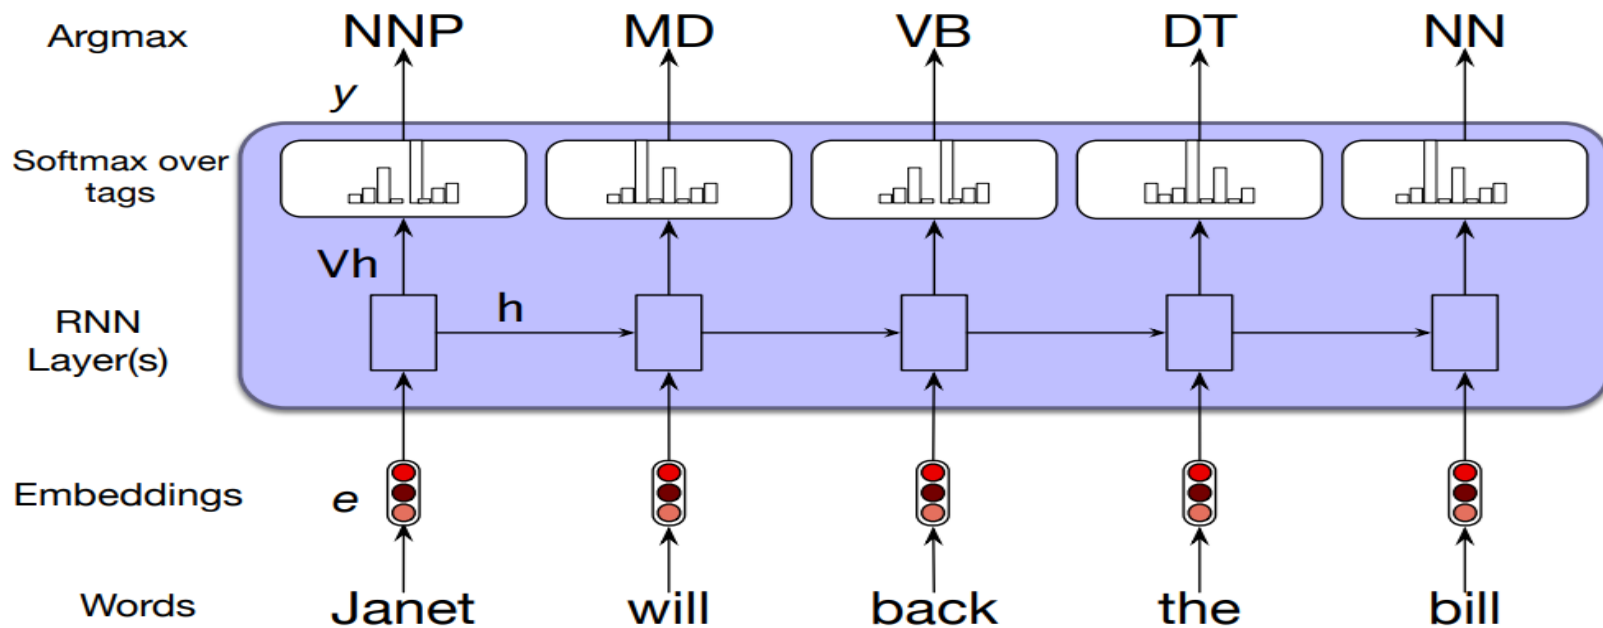 Argmax NNP MD VB DT NN
y
Softmax over
tags
Vh
h
RNN
Layer(s)
Embeddings e
Words Janet will back the bill